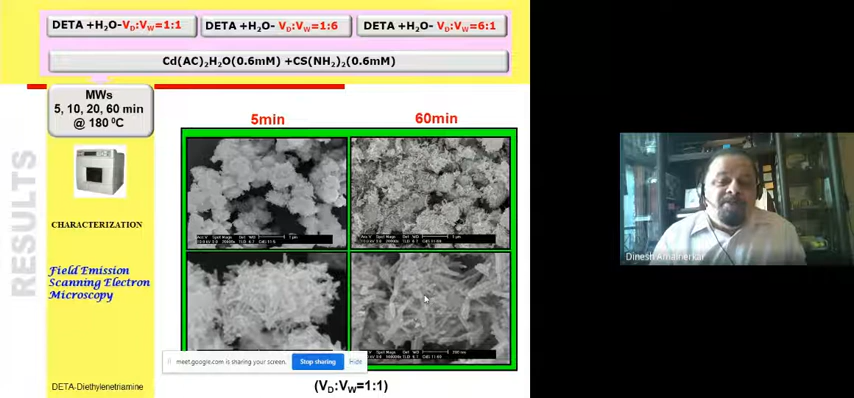 DETA +H2O-VD:VW=1:1
DETA +H2O- VD:VW=1:6
DETA +H2O- VD:VW=6:1
Cd(AC)2H2O(0.6mM) +CS(NH2)2(0.6mM)
MWs
5, 10, 20, 60 min
@ 180 ⁰C
RESULTS
CHARACTERIZATION
Field Emission
Scanning Electron
Microscopy
DETA-Diethylenetriamine
5min
60min
meet.google.com is sharing your screen.
Stop sharing
Hide
(VD:VW=1:1)
Dinesh Amalnerkar